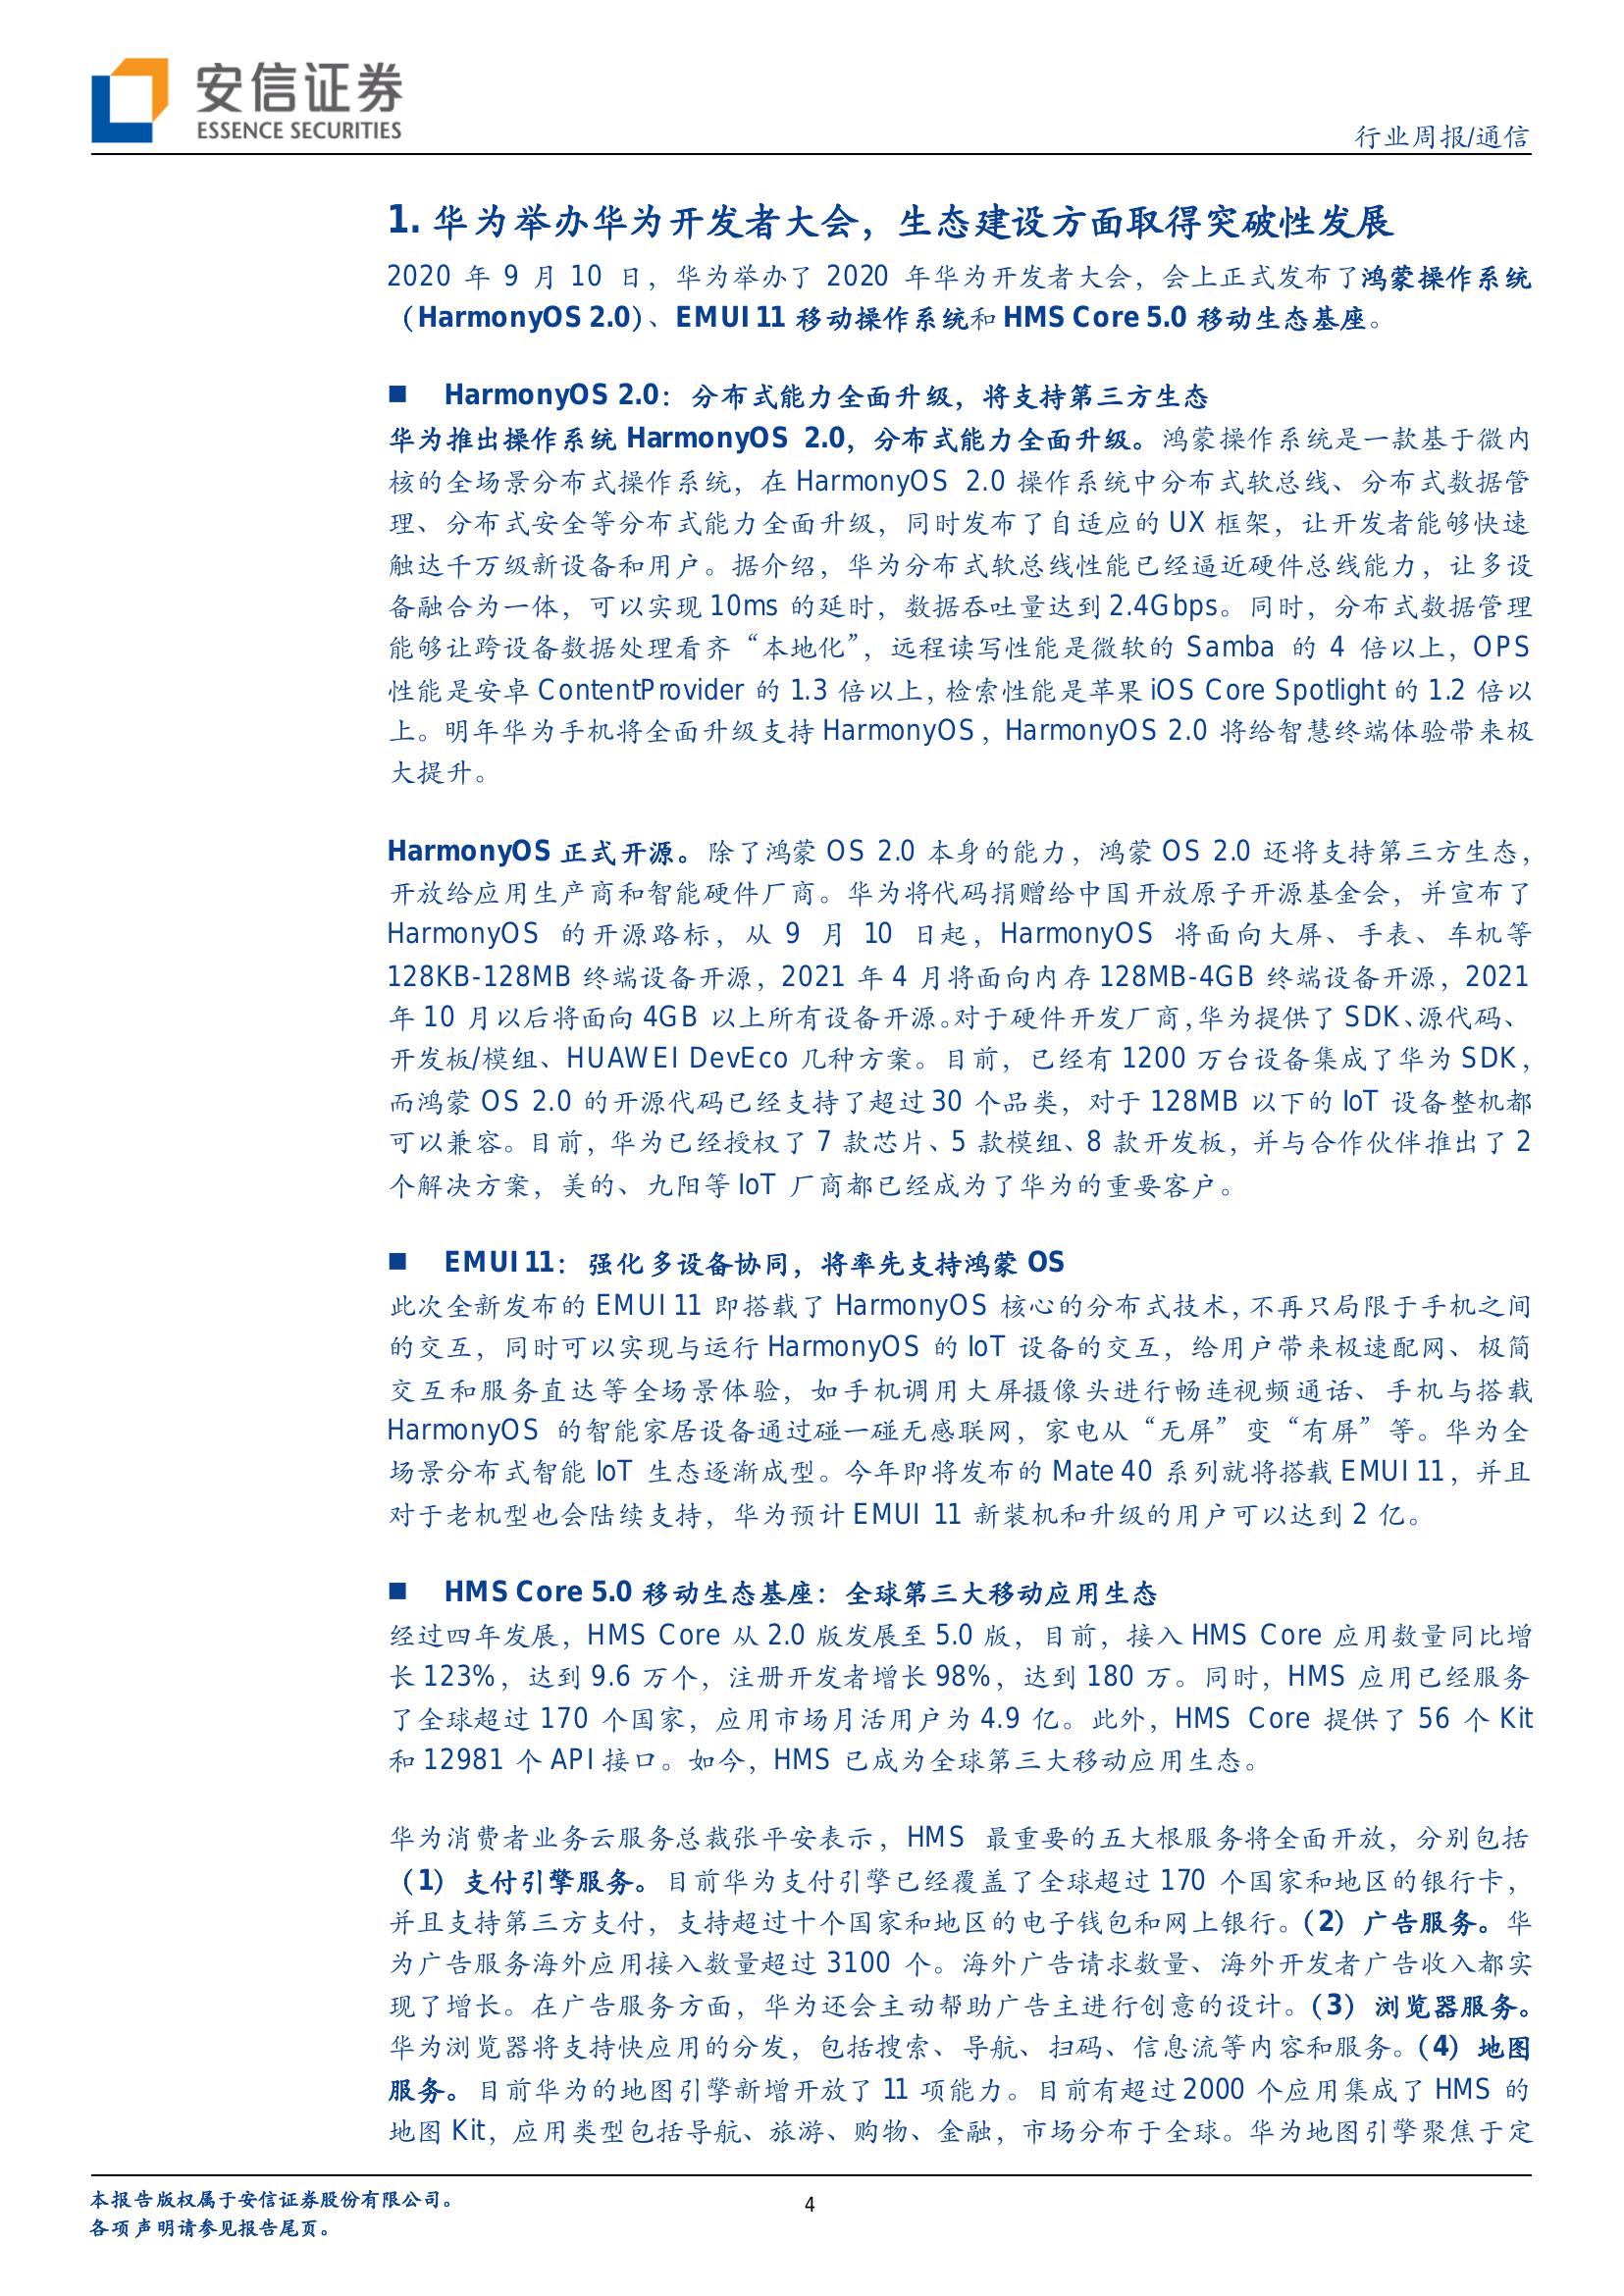 安信证券
ESSENCE SECURITIES
行业周报/通信
1. 华为举办华为开发者大会，生态建设方面取得突破性发展
2020 年 9 月 10 日，华为举办了 2020 年华为开发者大会，会上正式发布了鸿蒙操作系统
（HarmonyOS 2.0）、EMUI 11 移动操作系统和 HMS Core 5.0 移动生态基座。
■ HarmonyOS 2.0：分布式能力全面升级，将支持第三方生态
华为推出操作系统 HarmonyOS 2.0，分布式能力全面升级。鸿蒙操作系统是一款基于微内
核的全场景分布式操作系统，在 HarmonyOS 2.0 操作系统中分布式软总线、分布式数据管
理、分布式安全等分布式能力全面升级，同时发布了自适应的 UX 框架，让开发者能够快速
触达千万级新设备和用户。据介绍，华为分布式软总线性能已经逼近硬件总线能力，让多设
备融合为一体，可以实现 10ms 的延时，数据吞吐量达到 2.4Gbps。同时，分布式数据管理
能够让跨设备数据处理看齐“本地化”，远程读写性能是微软的 Samba 的 4 倍以上，OPS
性能是安卓 ContentProvider 的 1.3 倍以上，检索性能是苹果 iOS Core Spotlight 的 1.2 倍以
上。明年华为手机将全面升级支持 HarmonyOS，HarmonyOS 2.0 将给智慧终端体验带来极
大提升。
HarmonyOS 正式开源。除了鸿蒙 OS 2.0 本身的能力，鸿蒙 OS 2.0 还将支持第三方生态，
开放给应用生产商和智能硬件厂商。华为将代码捐赠给中国开放原子开源基金会，并宣布了
HarmonyOS 的开源路标，从 9 月 10 日起，HarmonyOS 将面向大屏、手表、车机等
128KB-128MB 终端设备开源，2021 年 4 月将面向内存 128MB-4GB 终端设备开源，2021
年 10 月以后将面向 4GB 以上所有设备开源。对于硬件开发厂商，华为提供了 SDK、源代码、
开发板/模组、HUAWEI DevEco 几种方案。目前，已经有 1200 万台设备集成了华为 SDK，
而鸿蒙 OS 2.0 的开源代码已经支持了超过 30 个品类，对于 128MB 以下的 IoT 设备整机都
可以兼容。目前，华为已经授权了 7 款芯片、5 款模组、8 款开发板，并与合作伙伴推出了 2
个解决方案，美的、九阳等 IoT 厂商都已经成为了华为的重要客户。
■ EMUI 11：强化多设备协同，将率先支持鸿蒙 OS
此次全新发布的 EMUI 11 即搭载了 HarmonyOS 核心的分布式技术，不再只局限于手机之间
的交互，同时可以实现与运行 HarmonyOS 的 IoT 设备的交互，给用户带来极速配网、极简
交互和服务直达等全场景体验，如手机调用大屏摄像头进行畅连视频通话、手机与搭载
HarmonyOS 的智能家居设备通过碰一碰无感联网，家电从“无屏”变“有屏”等。华为全
场景分布式智能 IoT 生态逐渐成型。今年即将发布的 Mate 40 系列就将搭载 EMUI 11，并且
对于老机型也会陆续支持，华为预计 EMUI 11 新装机和升级的用户可以达到 2 亿。
■ HMS Core 5.0 移动生态基座：全球第三大移动应用生态
经过四年发展，HMS Core 从 2.0 版发展至 5.0 版，目前，接入 HMS Core 应用数量同比增
长 123%，达到 9.6 万个，注册开发者增长 98%，达到 180 万。同时，HMS 应用已经服务
了全球超过 170 个国家，应用市场月活用户为 4.9 亿。此外，HMS Core 提供了 56 个 Kit
和 12981 个 API 接口。如今，HMS 已成为全球第三大移动应用生态。
华为消费者业务云服务总裁张平安表示，HMS 最重要的五大根服务将全面开放，分别包括
（1）支付引擎服务。目前华为支付引擎已经覆盖了全球超过 170 个国家和地区的银行卡，
并且支持第三方支付，支持超过十个国家和地区的电子钱包和网上银行。（2）广告服务。华
为广告服务海外应用接入数量超过 3100 个。海外广告请求数量、海外开发者广告收入都实
现了增长。在广告服务方面，华为还会主动帮助广告主进行创意的设计。（3）浏览器服务。
华为浏览器将支持快应用的分发，包括搜索、导航、扫码、信息流等内容和服务。（4）地图
服务。目前华为的地图引擎新增开放了 11 项能力。目前有超过 2000 个应用集成了 HMS 的
地图 Kit，应用类型包括导航、旅游、购物、金融，市场分布于全球。华为地图引擎聚焦于定
本报告版权属于安信证券股份有限公司。
各项声明请参见报告尾页。
4